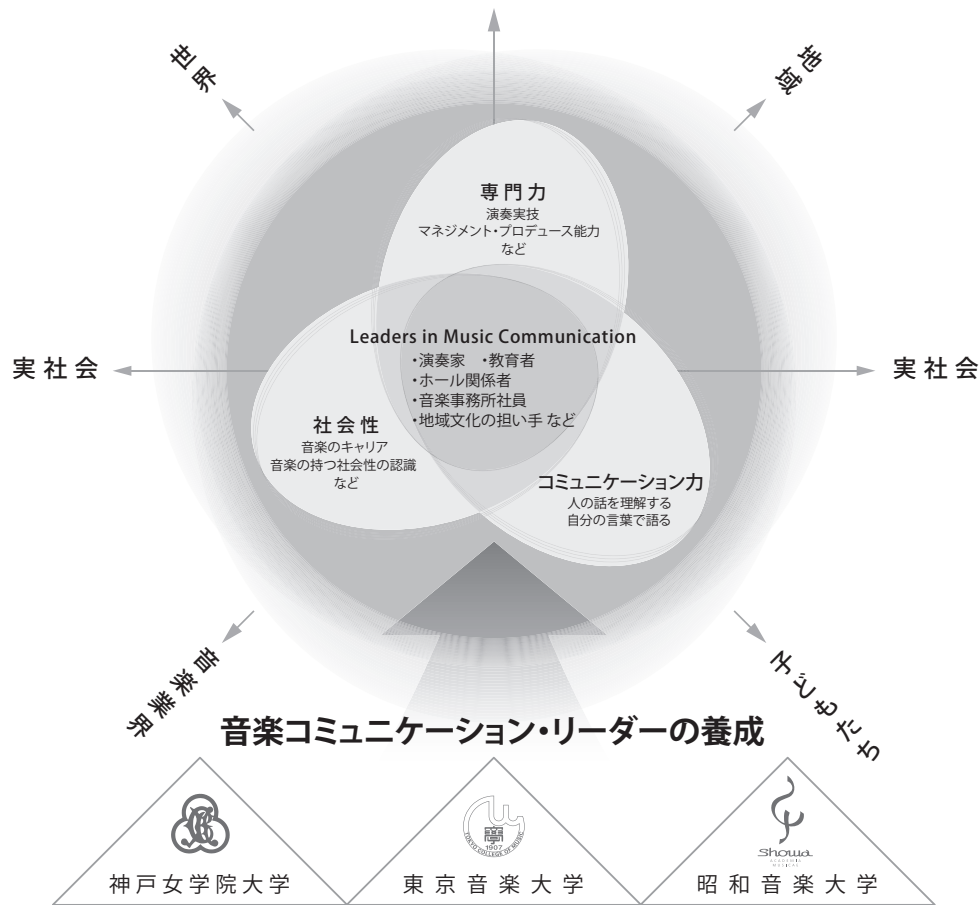 世界
地域
専門力
演奏実技
マネジメント・プロデュース能力
など
Leaders in Music Communication
・演奏家 ・教育者
・ホール関係者
・音楽事務所社員
・地域文化の担い手 など
実社会
実社会
社会性
音楽のキャリア
音楽の持つ社会性の認識
など
コミュニケーション力
人の話を理解する
自分の言葉で語る
音楽業界
子どもたち
音楽コミュニケーション・リーダーの養成
1907
TOKYO COLLEGE OF MUSIC
Showa
ACADEMIA
MUSICAE
神戸女学院大学
東京音楽大学
昭和音楽大学